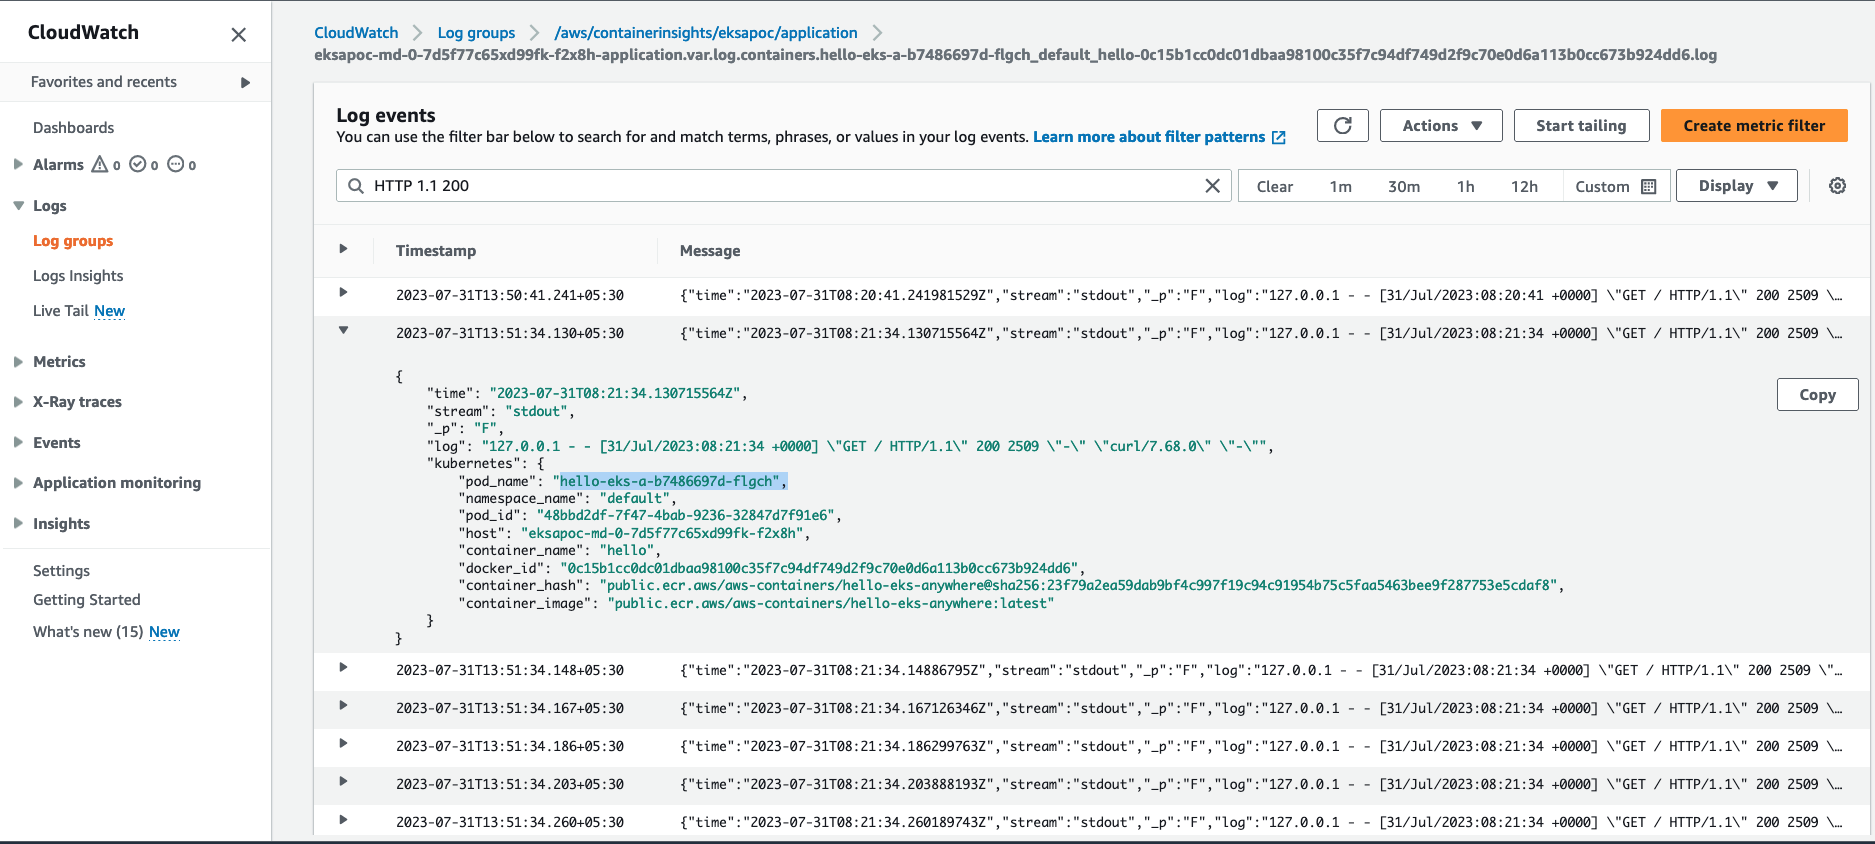 CloudWatch
Favorites and recents
Dashboards
Alarms 0 0 0
Logs
Log groups
Logs Insights
Live Tail New
Metrics
X-Ray traces
Events
Application monitoring
Insights
Settings
Getting Started
What's new (15) New
CloudWatch Log groups /aws/containerinsights/eksapoc/application
eksapoc-md-0-7d5f77c65xd99fk-f2x8h-application.var.log.containers.hello-eks-a-b7486697d-flgch_default_hello-0c15b1cc0dc01dbaa98100c35f7c94df749d2f9c70e0d6a113b0cc673b924dd6.log
Log events
You can use the filter bar below to search for and match terms, phrases, or values in your log events. Learn more about filter patterns
Actions Start tailing Create metric filter
HTTP 1.1 200
Clear 1m 30m 1h 12h Custom Display
Timestamp Message
2023-07-31T13:50:41.241+05:30 {"time":"2023-07-31T08:20:41.241981529Z","stream":"stdout","_p":"F","log":"127.0.0.1 - - [31/Jul/2023:08:20:41 +0000] \"GET / HTTP/1.1\" 200 2509 \…
2023-07-31T13:51:34.130+05:30 {"time":"2023-07-31T08:21:34.130715564Z","stream":"stdout","_p":"F","log":"127.0.0.1 - - [31/Jul/2023:08:21:34 +0000] \"GET / HTTP/1.1\" 200 2509 \…
{
"time": "2023-07-31T08:21:34.130715564Z",
"stream": "stdout",
"_p": "F",
"log": "127.0.0.1 - - [31/Jul/2023:08:21:34 +0000] \"GET / HTTP/1.1\" 200 2509 \"-\" \"curl/7.68.0\" \"-\"",
"kubernetes": {
"pod_name": "hello-eks-a-b7486697d-flgch",
"namespace_name": "default",
"pod_id": "48bbd2df-7f47-4bab-9236-32847d7f91e6",
"host": "eksapoc-md-0-7d5f77c65xd99fk-f2x8h",
"container_name": "hello",
"docker_id": "0c15b1cc0dc01dbaa98100c35f7c94df749d2f9c70e0d6a113b0cc673b924dd6",
"container_hash": "public.ecr.aws/aws-containers/hello-eks-anywhere@sha256:23f79a2ea59dab9bf4c997f19c94c91954b75c5faa5463bee9f287753e5cdaf8",
"container_image": "public.ecr.aws/aws-containers/hello-eks-anywhere:latest"
}
}
Copy
2023-07-31T13:51:34.148+05:30 {"time":"2023-07-31T08:21:34.14886795Z","stream":"stdout","_p":"F","log":"127.0.0.1 - - [31/Jul/2023:08:21:34 +0000] \"GET / HTTP/1.1\" 200 2509 \"…
2023-07-31T13:51:34.167+05:30 {"time":"2023-07-31T08:21:34.167126346Z","stream":"stdout","_p":"F","log":"127.0.0.1 - - [31/Jul/2023:08:21:34 +0000] \"GET / HTTP/1.1\" 200 2509 \…
2023-07-31T13:51:34.186+05:30 {"time":"2023-07-31T08:21:34.186299763Z","stream":"stdout","_p":"F","log":"127.0.0.1 - - [31/Jul/2023:08:21:34 +0000] \"GET / HTTP/1.1\" 200 2509 \…
2023-07-31T13:51:34.203+05:30 {"time":"2023-07-31T08:21:34.203888193Z","stream":"stdout","_p":"F","log":"127.0.0.1 - - [31/Jul/2023:08:21:34 +0000] \"GET / HTTP/1.1\" 200 2509 \…
2023-07-31T13:51:34.260+05:30 {"time":"2023-07-31T08:21:34.260189743Z","stream":"stdout","_p":"F","log":"127.0.0.1 - - [31/Jul/2023:08:21:34 +0000] \"GET / HTTP/1.1\" 200 2509 \…